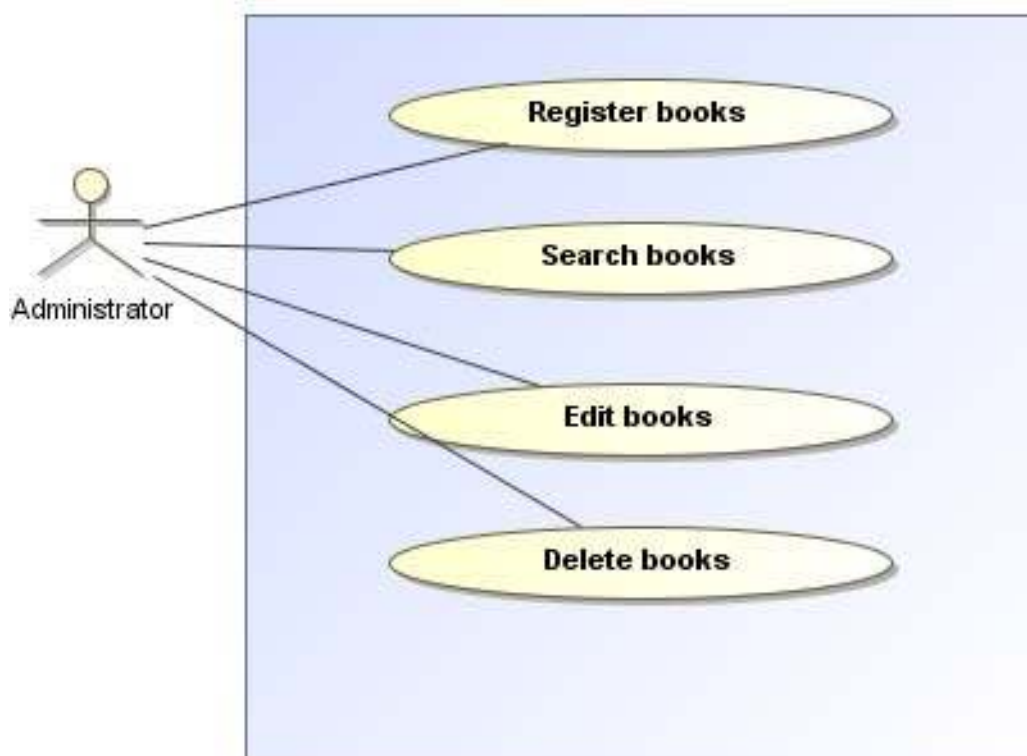 Register books
Search books
Administrator
Edit books
Delete books